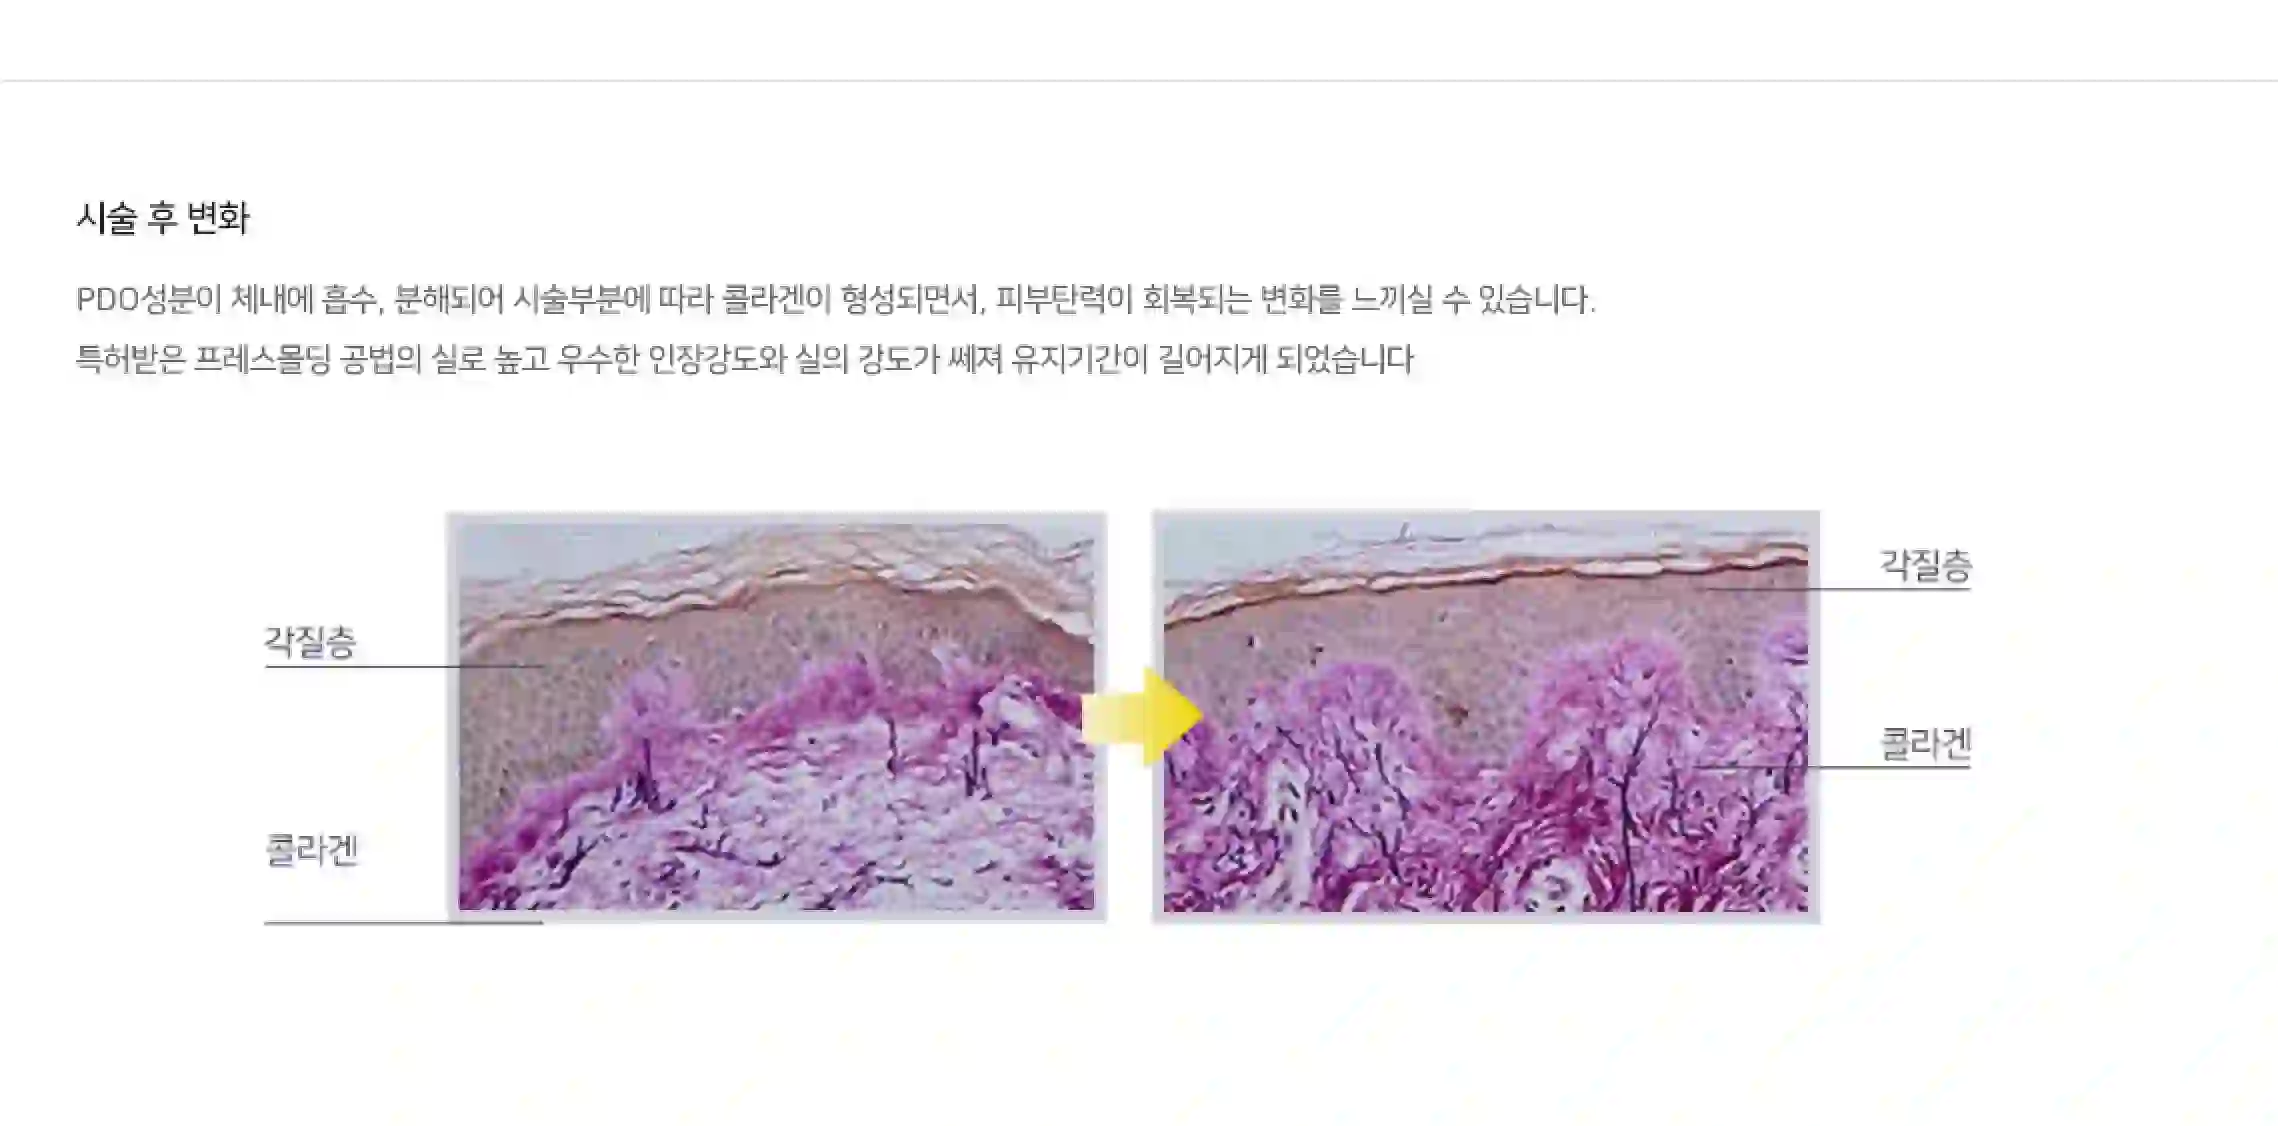 시술 후 변화
PDO성분이 체내에 흡수, 분해되어 시술부분에 따라 콜라겐이 형성되면서, 피부탄력이 회복되는 변화를 느끼실 수 있습니다.
특허받은 프레스몰딩 공법의 실로 높고 우수한 인장강도와 실의 강도가 쎄져 유지기간이 길어지게 되었습니다
각질층
각질층
콜라겐
콜라겐